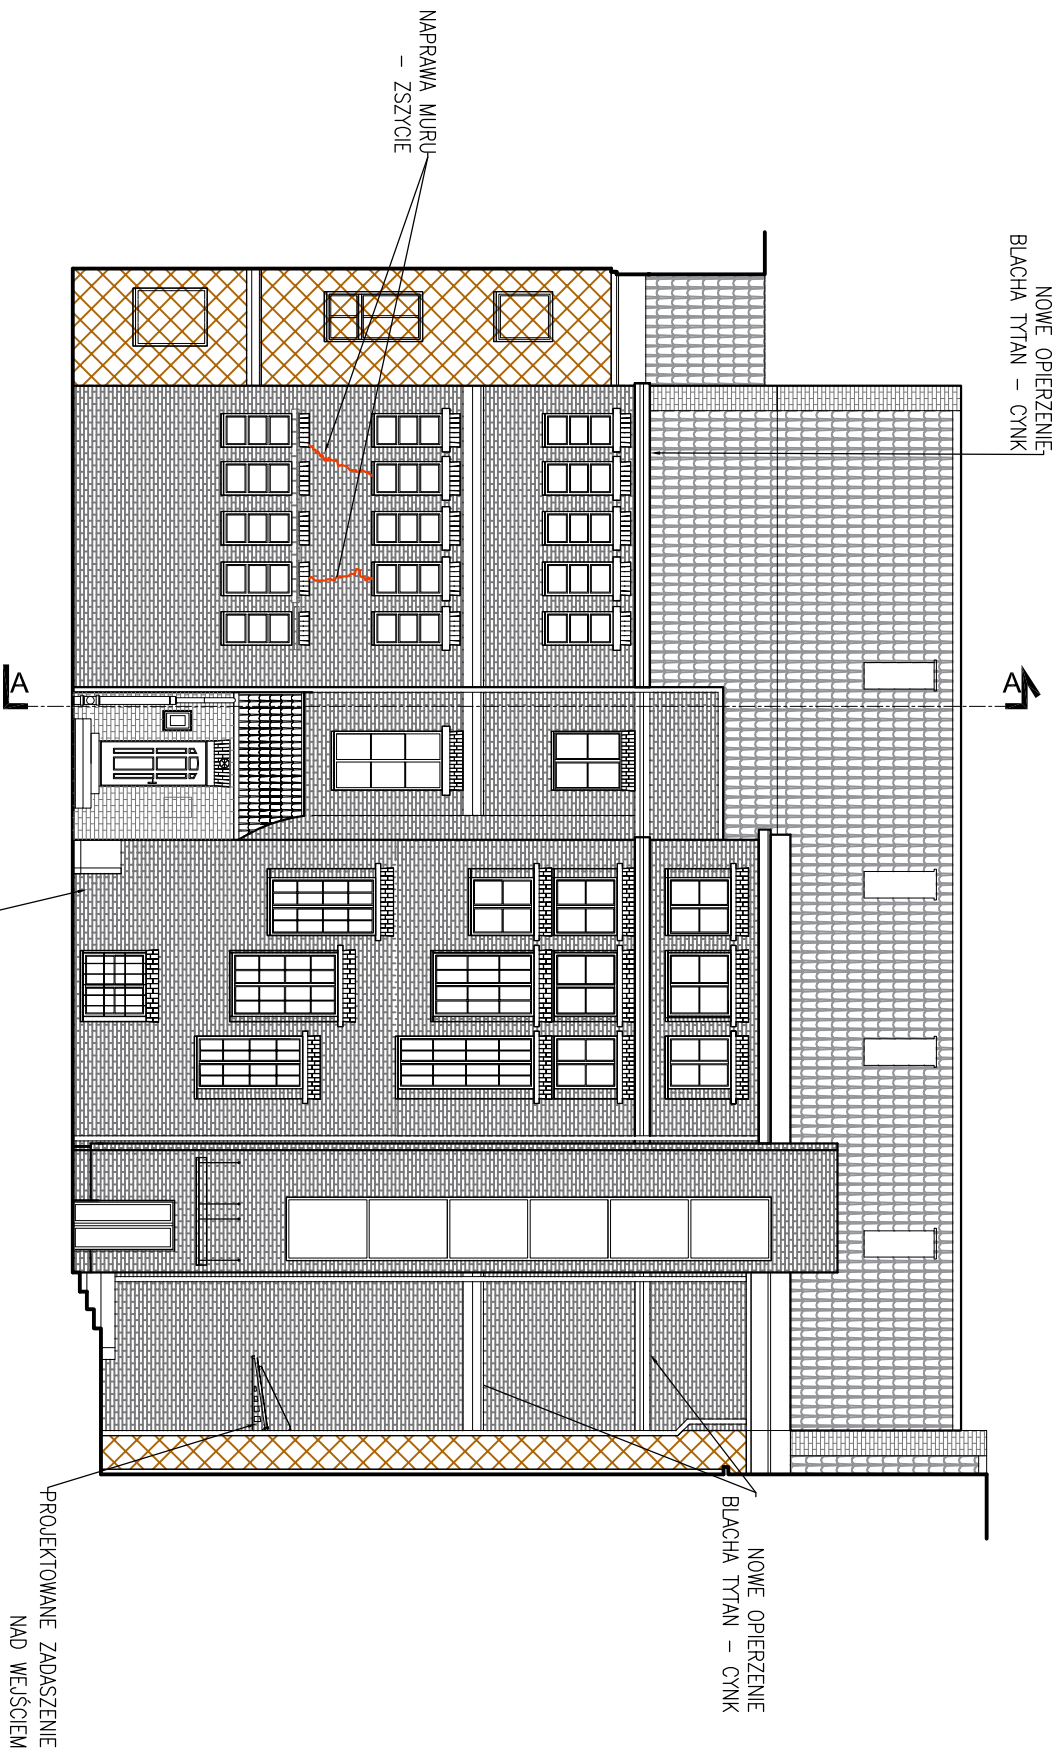 NAPRAWA MURU
- ZSZYCIE
NOWE OPIERZENIE
BLACHA TYTAN - CYNK
A
A
NOWE OPIERZENIE
BLACHA TYTAN - CYNK
PROJEKTOWANE ZADASZENIE
NAD WEJŚCIEM